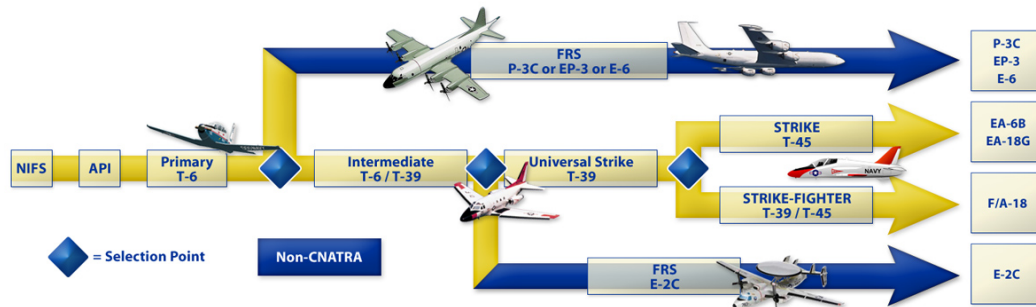 FRS
P-3C or EP-3 or E-6
P-3C
EP-3
E-6
NIFS
API
Primary
T-6
Intermediate
T-6 / T-39
Universal Strike
T-39
STRIKE
T-45
EA-6B
EA-18G
NAVY
STRIKE-FIGHTER
T-39 / T-45
F/A-18
= Selection Point
Non-CNATRA
FRS
E-2C
E-2C